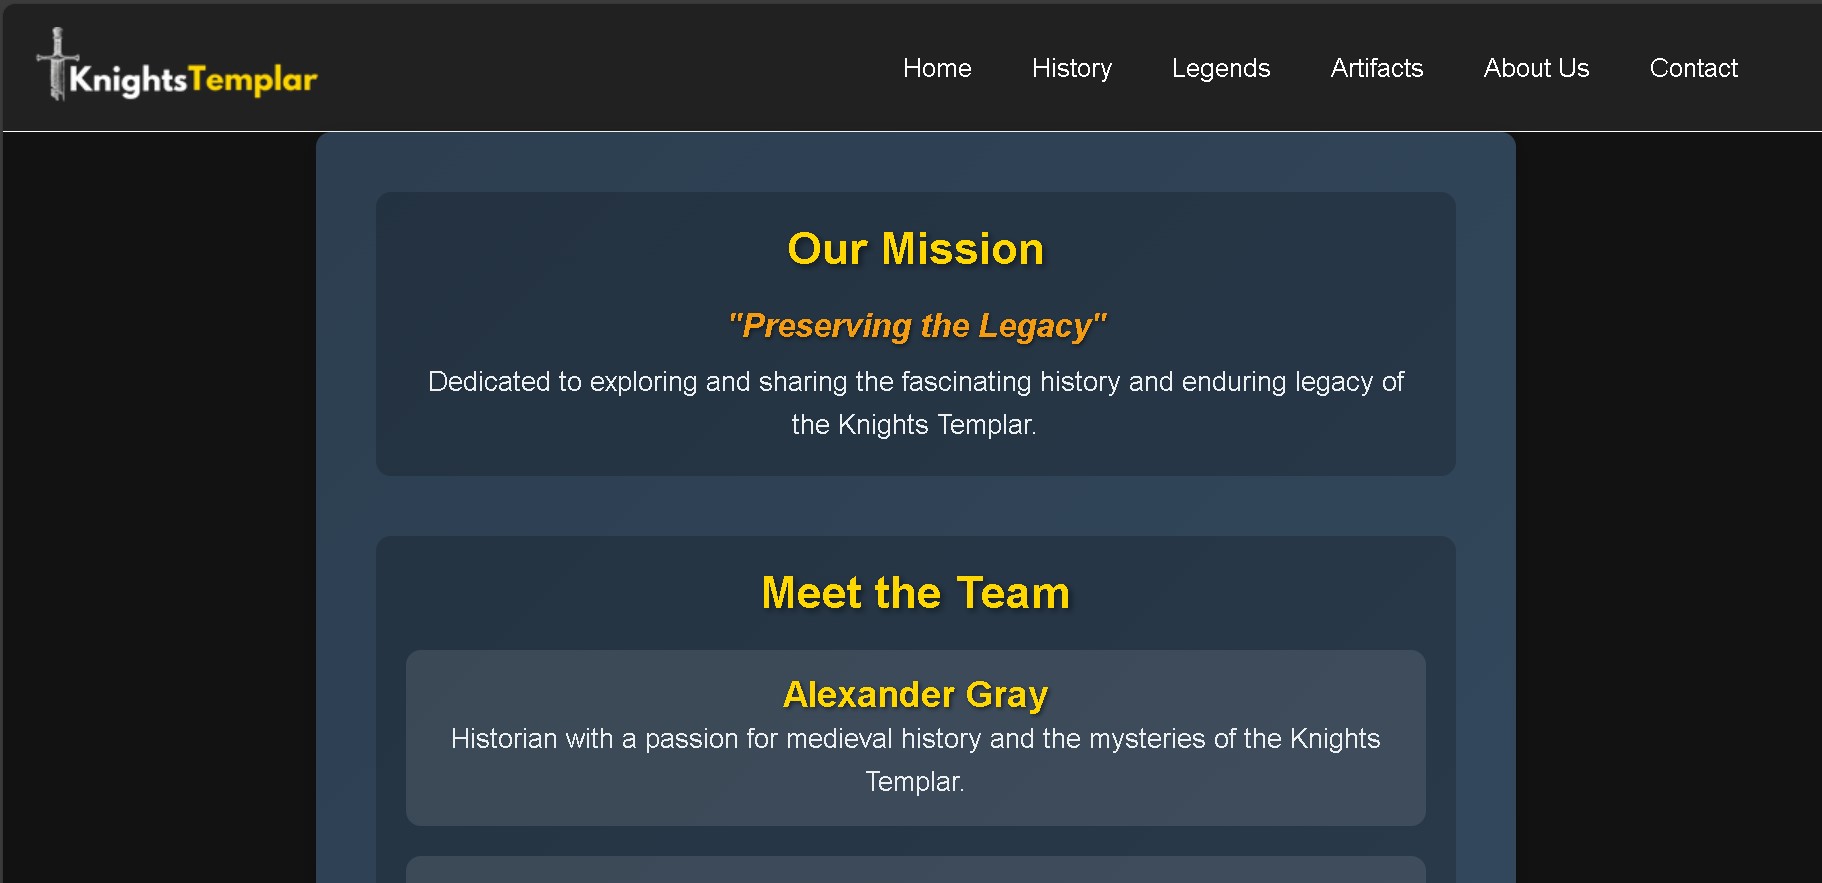 KnightsTemplar
Home History Legends Artifacts About Us Contact
Our Mission
"Preserving the Legacy"
Dedicated to exploring and sharing the fascinating history and enduring legacy of
the Knights Templar.
Meet the Team
Alexander Gray
Historian with a passion for medieval history and the mysteries of the Knights
Templar.